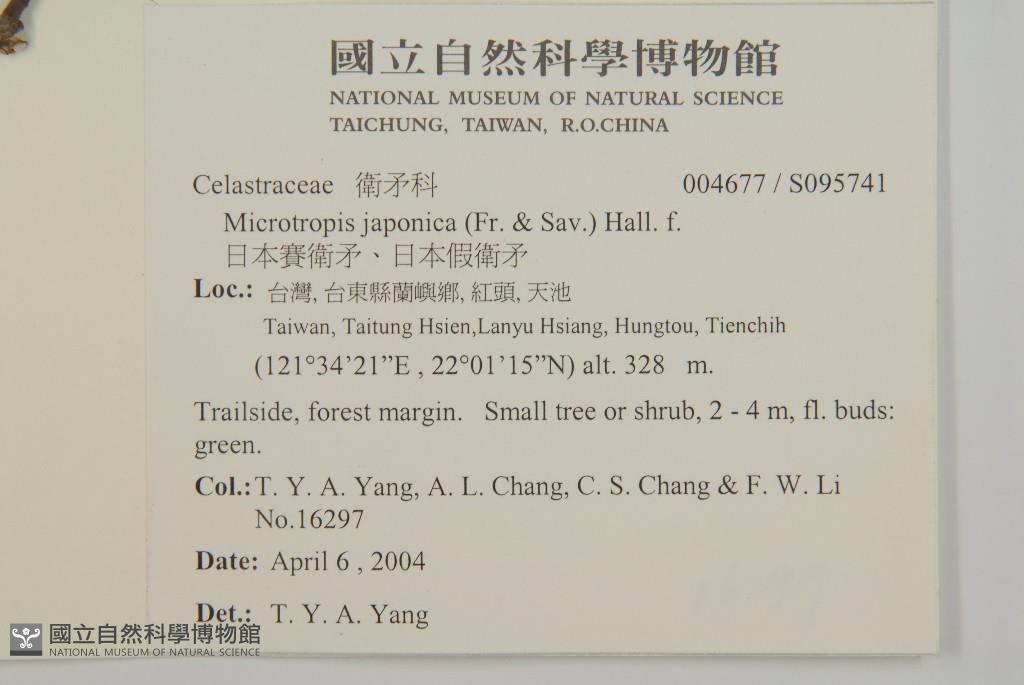 國立自然科學博物館
NATIONAL MUSEUM OF NATURAL SCIENCE
TAICHUNG, TAIWAN, R.O.CHINA
Celastraceae 衛矛科 004677 / S095741
Microtropis japonica (Fr. & Sav.) Hall. f.
日本賽衛矛、日本假衛矛
Loc.: 台灣, 台東縣蘭嶼鄉, 紅頭, 天池
Taiwan, Taitung Hsien,Lanyu Hsiang, Hungtou, Tienchih
(121°34’21”E , 22°01’15”N) alt. 328 m.
Trailside, forest margin. Small tree or shrub, 2 - 4 m, fl. buds:
green.
Col.: T. Y. A. Yang, A. L. Chang, C. S. Chang & F. W. Li
No.16297
Date: April 6 , 2004
Det.: T. Y. A. Yang
國立自然科學博物館
NATIONAL MUSEUM OF NATURAL SCIENCE